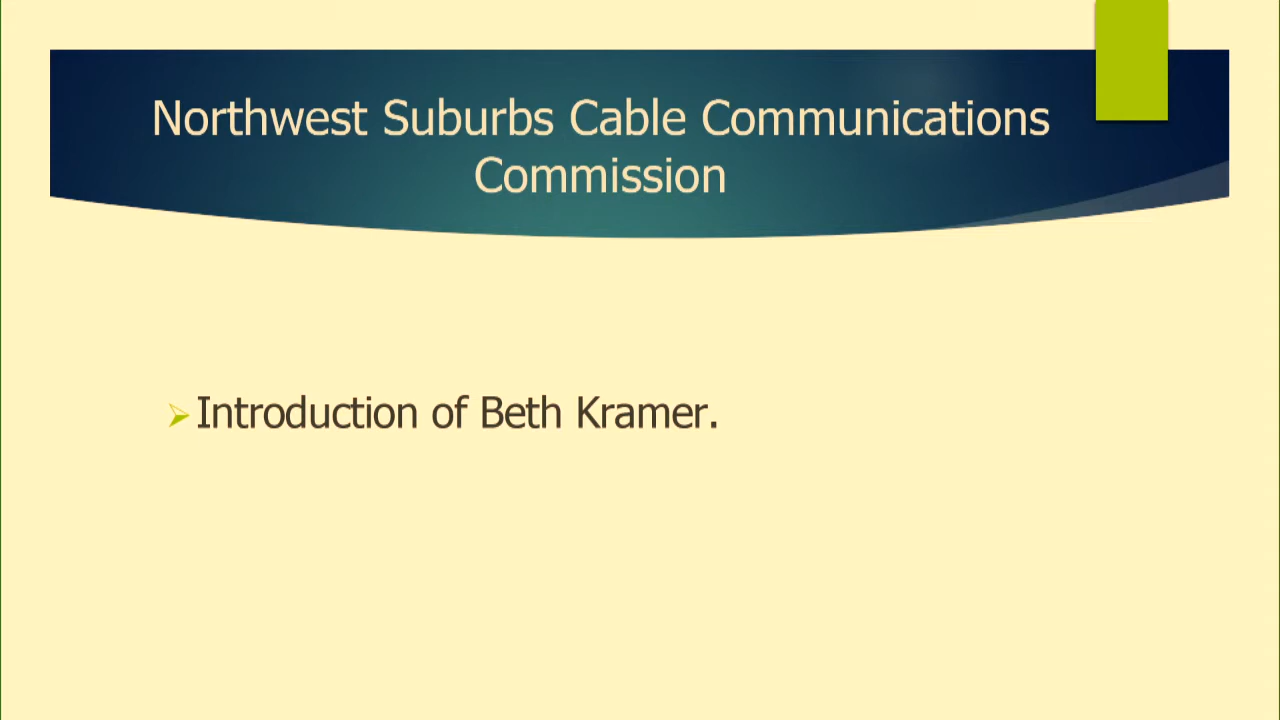 Northwest Suburbs Cable Communications
Commission
Introduction of Beth Kramer.